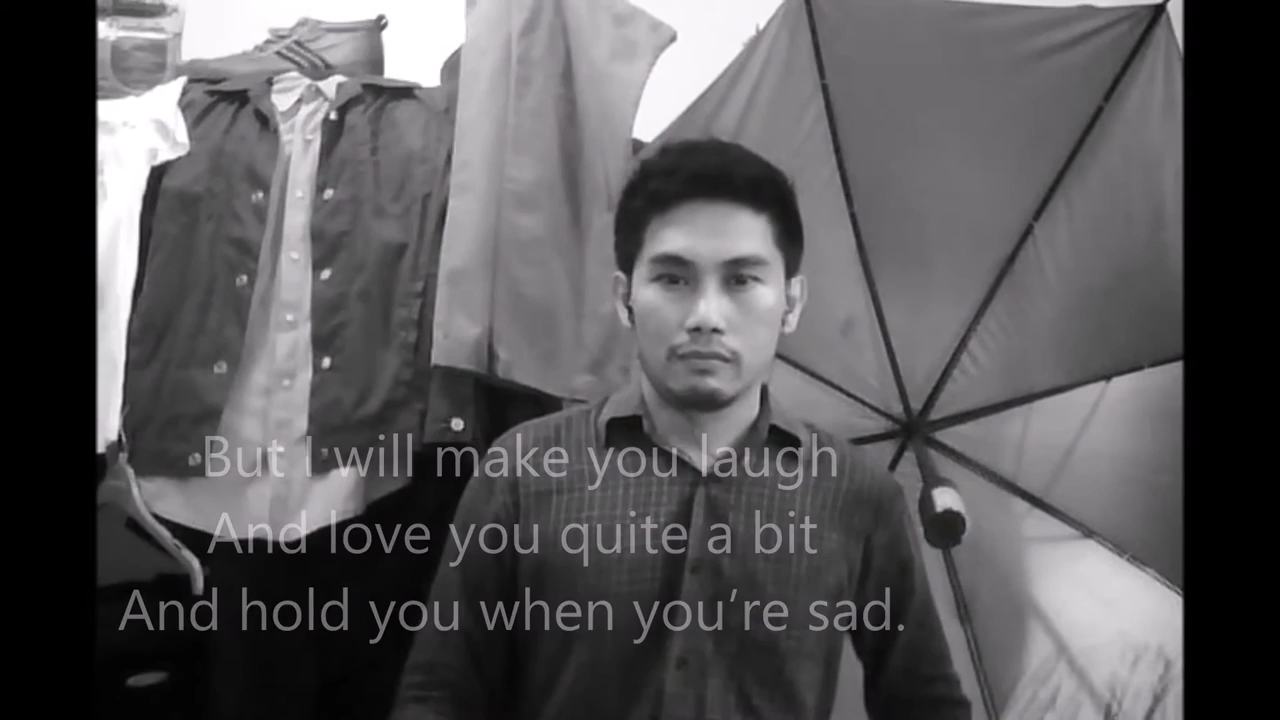 But I will make you laugh
And love you quite a bit
And hold you when you’re sad.